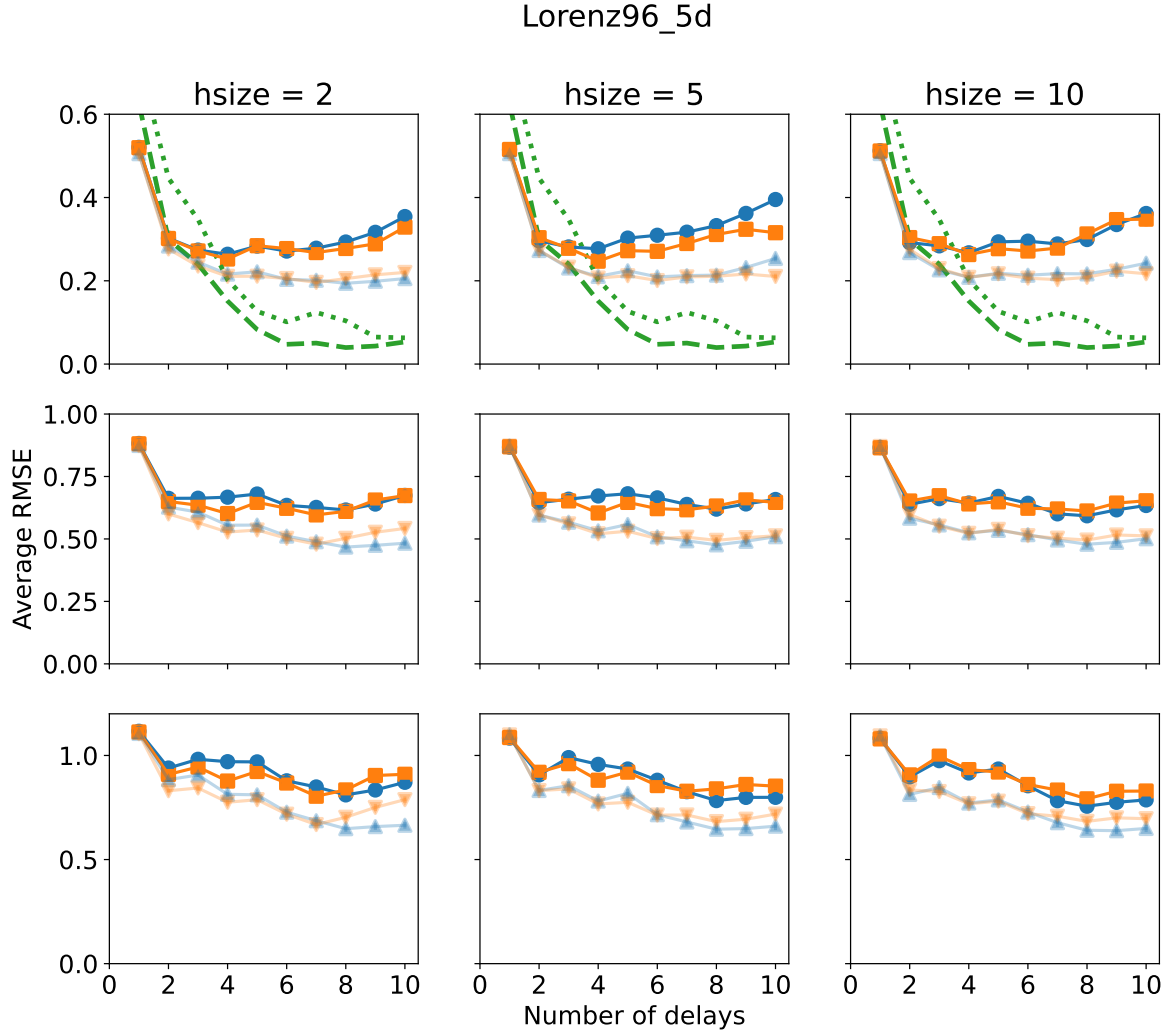 Lorenz96_5d
hsize = 2
hsize = 5
hsize = 10
0.6
0.4
0.2
0.0
1.00
0.75
0.50
0.25
0.00
Average RMSE
1.0
0.5
0.0
0 2 4 6 8 10
0 2 4 6 8 10
0 2 4 6 8 10
Number of delays